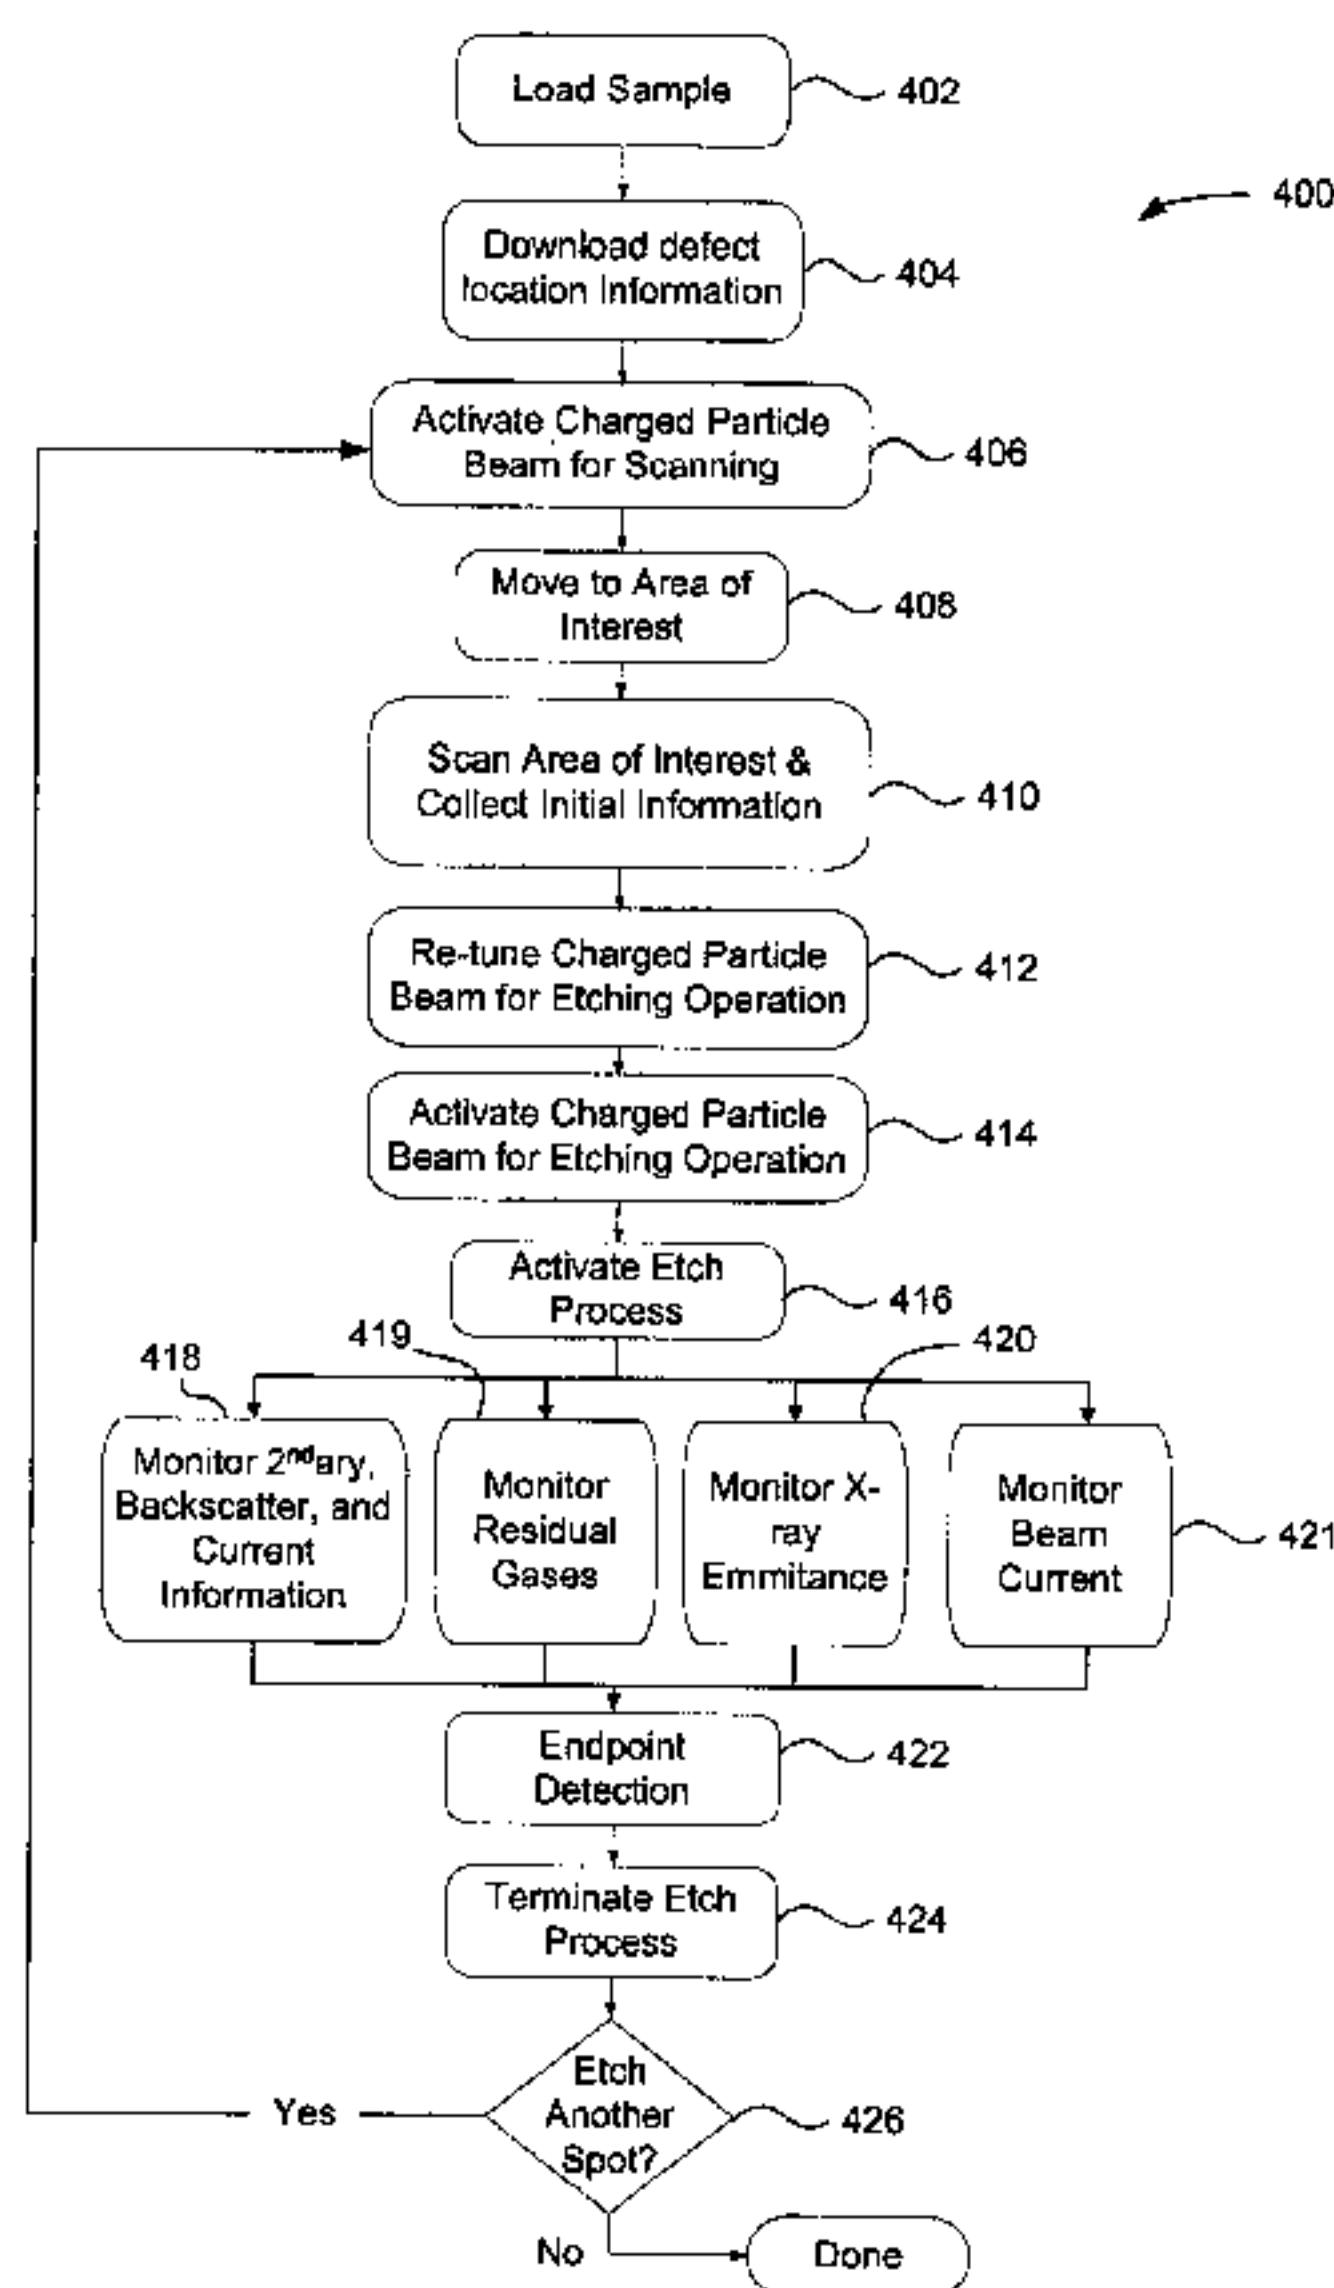 Load Sample
402
400
Download defect
location Information
404
Activate Charged Particle
Beam for Scanning
406
Move to Area of
Interest
408
Scan Area of Interest &
Collect Initial Information
410
Re-tune Charged Particle
Beam for Etching Operation
412
Activate Charged Particle
Beam for Etching Operation
414
Activate Etch
Process
416
418
419
420
Monitor 2ndary,
Backscatter, and
Current
Information
Monitor
Residual
Gases
Monitor X-
ray
Emmitance
Monitor
Beam
Current
421
Endpoint
Detection
422
Terminate Etch
Process
424
Etch
Another
Spot?
426
Yes
No
Done